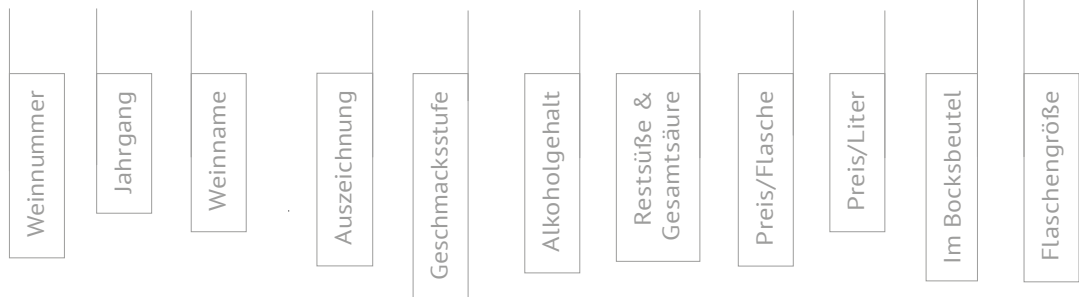 Weinnummer
Jahrgang
Weinname
Auszeichnung
Geschmacksstufe
Alkoholgehalt
Restsüße &
Gesamtsäure
Preis/Flasche
Preis/Liter
Im Bocksbeutel
Flaschengröße